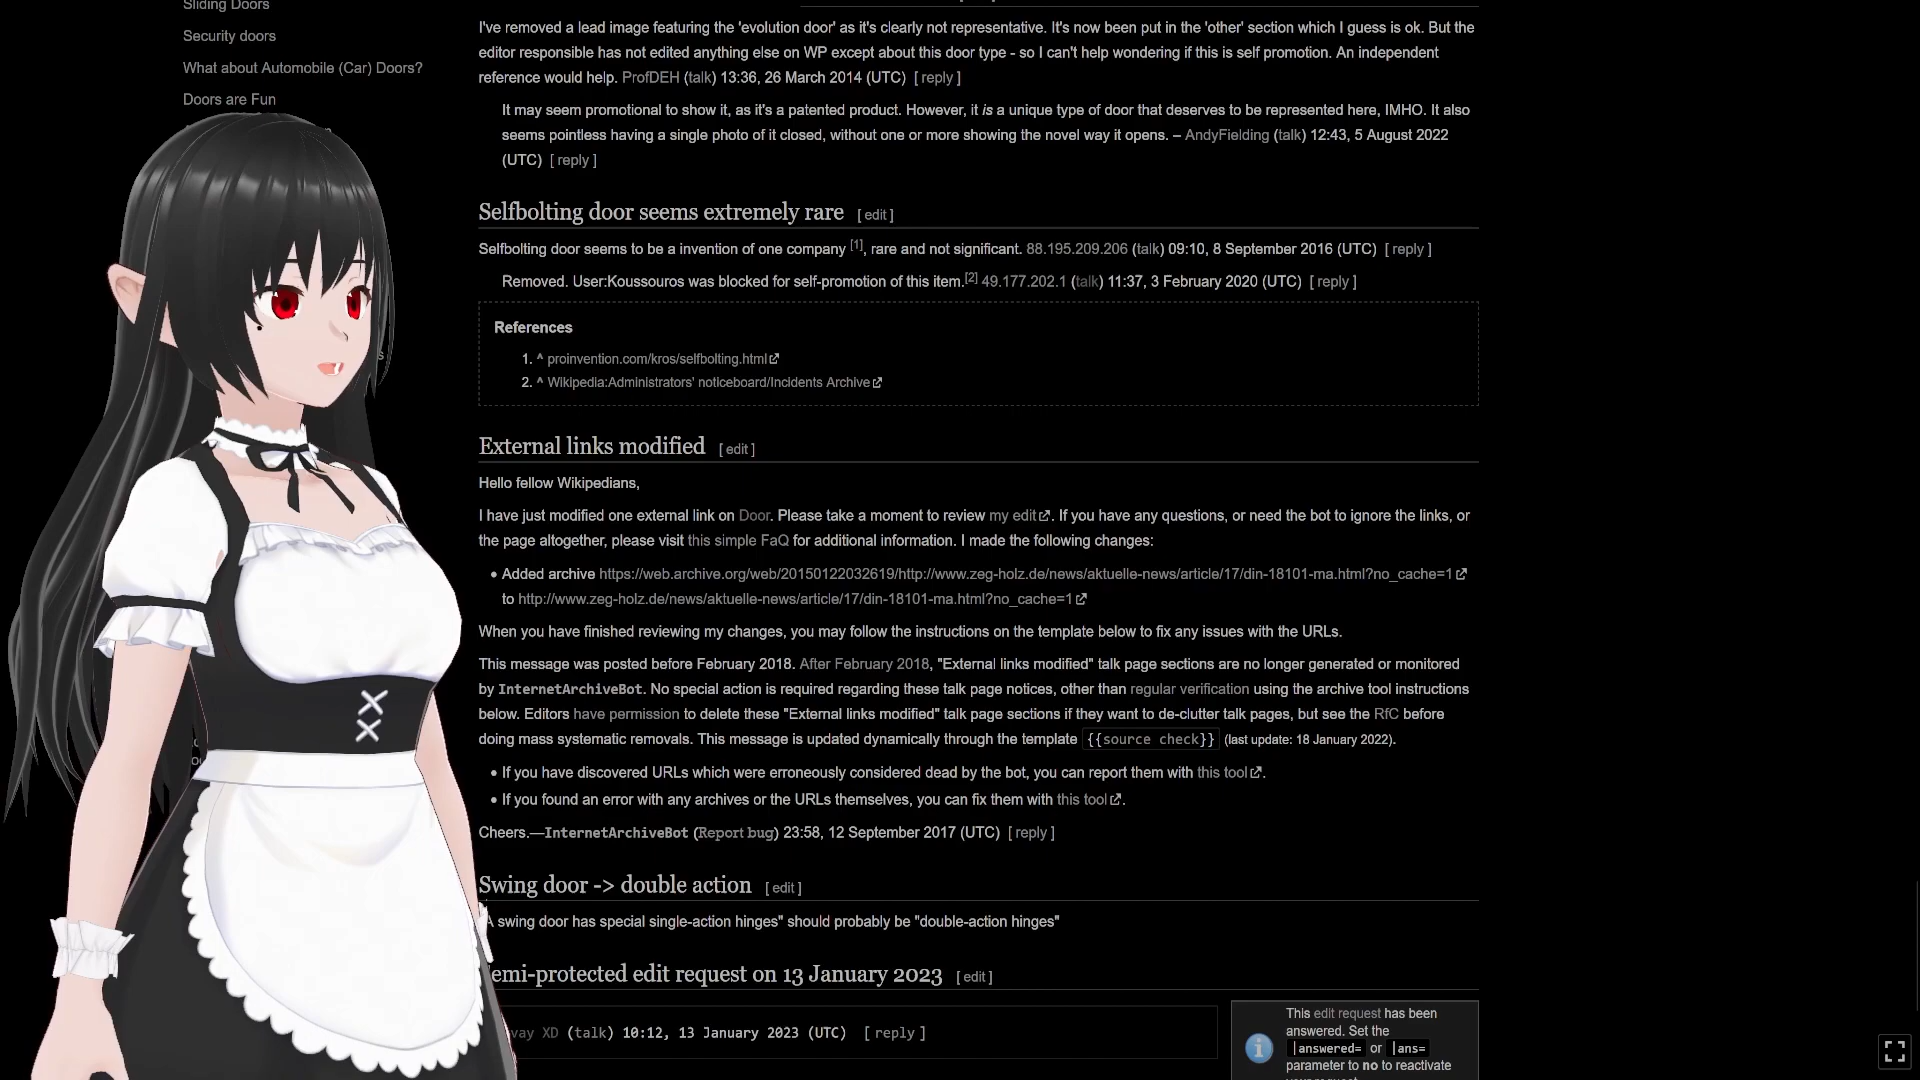 Sliding Doors
Security doors
What about Automobile (Car) Doors?
Doors are Fun
I've removed a lead image featuring the 'evolution door' as it's clearly not representative. It's now been put in the 'other' section which I guess is ok. But the
editor responsible has not edited anything else on WP except about this door type - so I can't help wondering if this is self promotion. An independent
reference would help. ProfDEH (talk) 13:36, 26 March 2014 (UTC) [ reply ]
It may seem promotional to show it, as it's a patented product. However, it is a unique type of door that deserves to be represented here, IMHO. It also
seems pointless having a single photo of it closed, without one or more showing the novel way it opens. – AndyFielding (talk) 12:43, 5 August 2022
(UTC) [ reply ]
Selfbolting door seems extremely rare [ edit ]
Selfbolting door seems to be a invention of one company [1], rare and not significant. 88.195.209.206 (talk) 09:10, 8 September 2016 (UTC) [ reply ]
Removed. User:Koussouros was blocked for self-promotion of this item.[2] 49.177.202.1 (talk) 11:37, 3 February 2020 (UTC) [ reply ]
References
1. ^ proinvention.com/kros/selfbolting.html
2. ^ Wikipedia:Administrators' noticeboard/Incidents Archive
External links modified [ edit ]
Hello fellow Wikipedians,
I have just modified one external link on Door. Please take a moment to review my edit. If you have any questions, or need the bot to ignore the links, or
the page altogether, please visit this simple FaQ for additional information. I made the following changes:
• Added archive https://web.archive.org/web/20150122032619/http://www.zeg-holz.de/news/aktuelle-news/article/17/din-18101-ma.html?no_cache=1
to http://www.zeg-holz.de/news/aktuelle-news/article/17/din-18101-ma.html?no_cache=1
When you have finished reviewing my changes, you may follow the instructions on the template below to fix any issues with the URLs.
This message was posted before February 2018. After February 2018, "External links modified" talk page sections are no longer generated or monitored
by InternetArchiveBot. No special action is required regarding these talk page notices, other than regular verification using the archive tool instructions
below. Editors have permission to delete these "External links modified" talk page sections if they want to de-clutter talk pages, but see the RfC before
doing mass systematic removals. This message is updated dynamically through the template {{source check}} (last update: 18 January 2022).
• If you have discovered URLs which were erroneously considered dead by the bot, you can report them with this tool.
• If you found an error with any archives or the URLs themselves, you can fix them with this tool.
Cheers.—InternetArchiveBot (Report bug) 23:58, 12 September 2017 (UTC) [ reply ]
Swing door -> double action [ edit ]
A swing door has special single-action hinges" should probably be "double-action hinges"
emi-protected edit request on 13 January 2023 [ edit ]
vay XD (talk) 10:12, 13 January 2023 (UTC) [ reply ]
This edit request has been
answered. Set the
|answered= or |ans=
parameter to no to reactivate